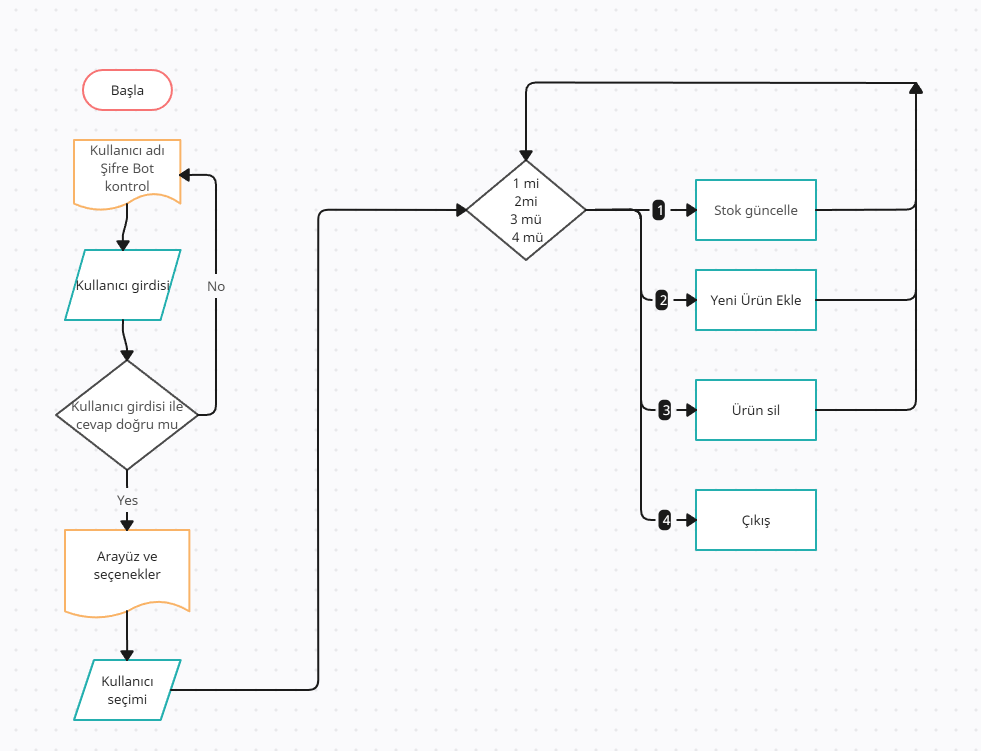 Başla
Kullanıcı adı
Şifre Bot
kontrol
Kullanıcı girdisi
No
Kullanıcı girdisi ile
cevap doğru mu
Yes
Arayüz ve
seçenekler
Kullanıcı
seçimi
1 mi
2mi
3 mü
4 mü
1
Stok güncelle
2
Yeni Ürün Ekle
3
Ürün sil
4
Çıkış